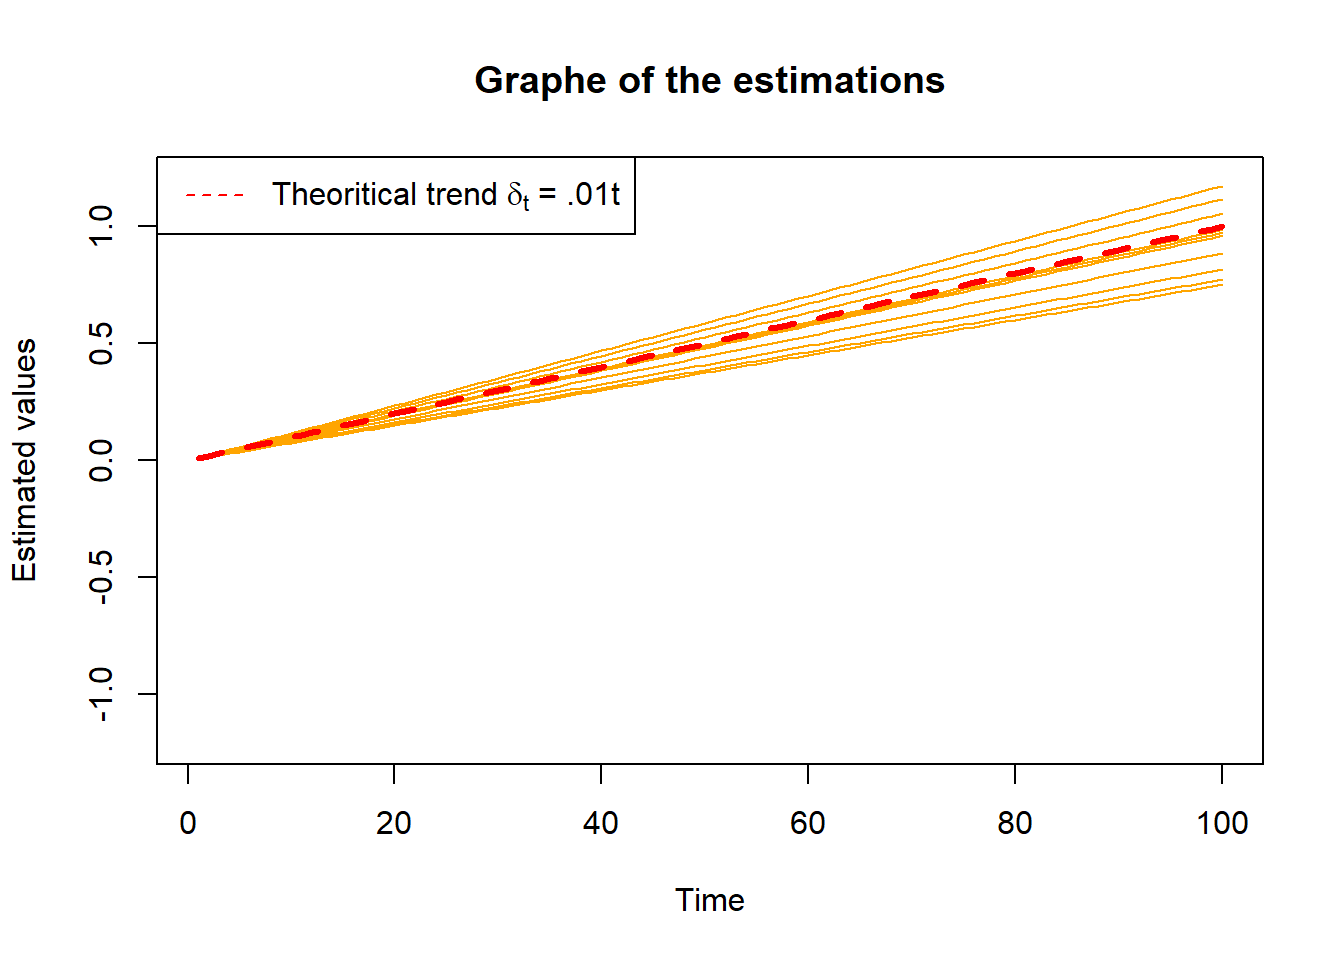 Graphe of the estimations
Theoritical trend δt = .01t
Estimated values
1.0
0.5
0.0
-0.5
-1.0
0 20 40 60 80 100
Time